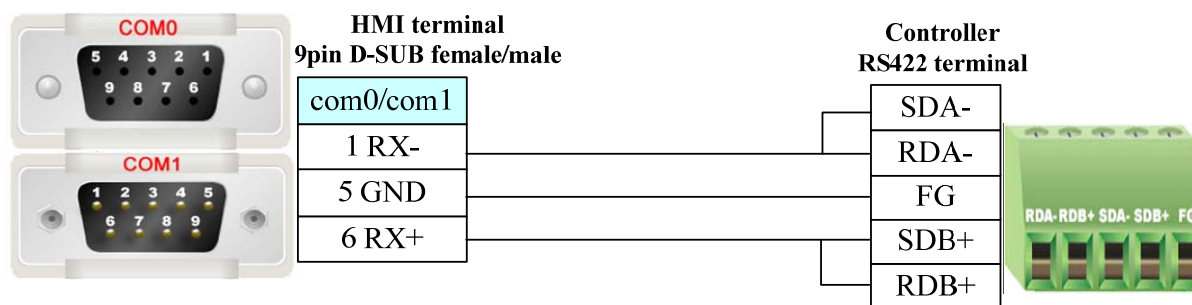 COM0
5 4 3 2 1
9 8 7 6
COM1
1 2 3 4 5
6 7 8 9
HMI terminal
9pin D-SUB female/male
com0/com1
1 RX-
5 GND
6 RX+
Controller
RS422 terminal
SDA-
RDA-
FG
SDB+
RDB+
RDA- RDB+ SDA- SDB+ FG